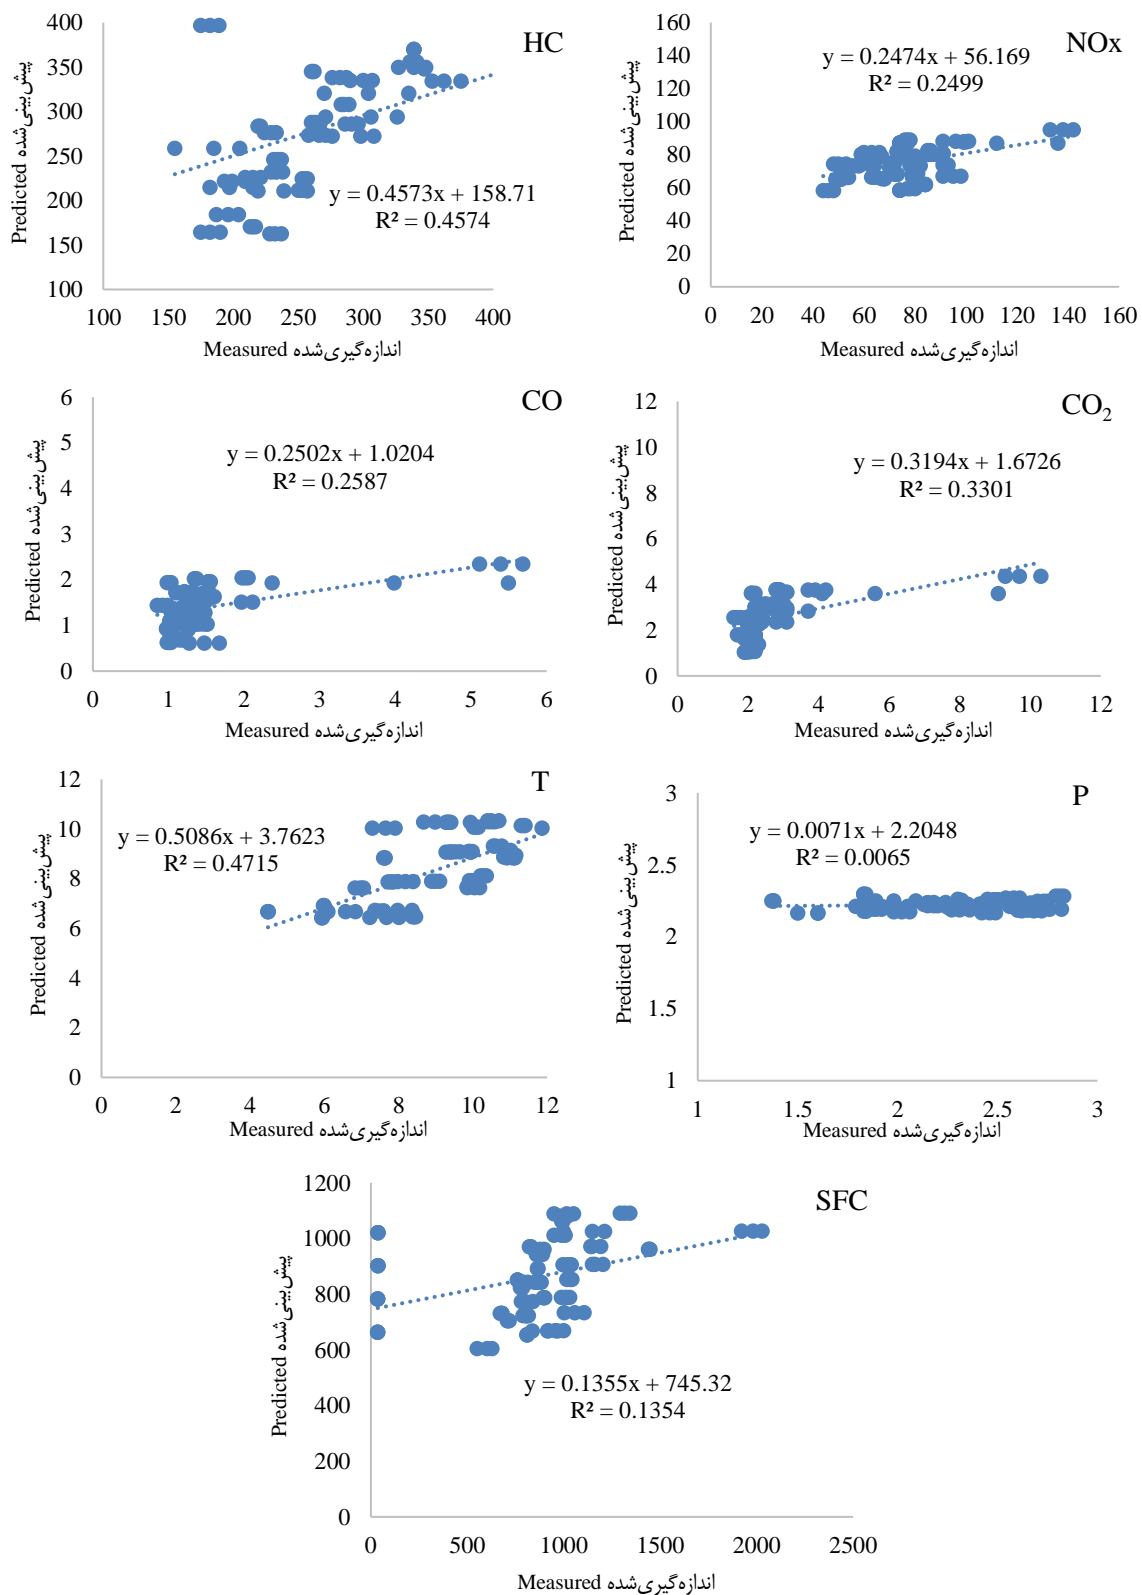 HC
y = 0.4573x + 158.71
R² = 0.4574
400
350
300
250
200
150
100
100 150 200 250 300 350 400
Predicted پیش‌بینی‌شده
Measured اندازه‌گیری‌شده
NOx
y = 0.2474x + 56.169
R² = 0.2499
160
140
120
100
80
60
40
20
0
0 20 40 60 80 100 120 140 160
Predicted پیش‌بینی‌شده
Measured اندازه‌گیری‌شده
CO
y = 0.2502x + 1.0204
R² = 0.2587
6
5
4
3
2
1
0
0 1 2 3 4 5 6
Predicted پیش‌بینی‌شده
Measured اندازه‌گیری‌شده
CO₂
y = 0.3194x + 1.6726
R² = 0.3301
12
10
8
6
4
2
0
0 2 4 6 8 10 12
Predicted پیش‌بینی‌شده
Measured اندازه‌گیری‌شده
T
y = 0.5086x + 3.7623
R² = 0.4715
12
10
8
6
4
2
0
0 2 4 6 8 10 12
Predicted پیش‌بینی‌شده
Measured اندازه‌گیری‌شده
P
y = 0.0071x + 2.2048
R² = 0.0065
3
2.5
2
1.5
1
1 1.5 2 2.5 3
Predicted پیش‌بینی‌شده
Measured اندازه‌گیری‌شده
SFC
y = 0.1355x + 745.32
R² = 0.1354
1200
1000
800
600
400
200
0
0 500 1000 1500 2000 2500
Predicted پیش‌بینی‌شده
Measured اندازه‌گیری‌شده